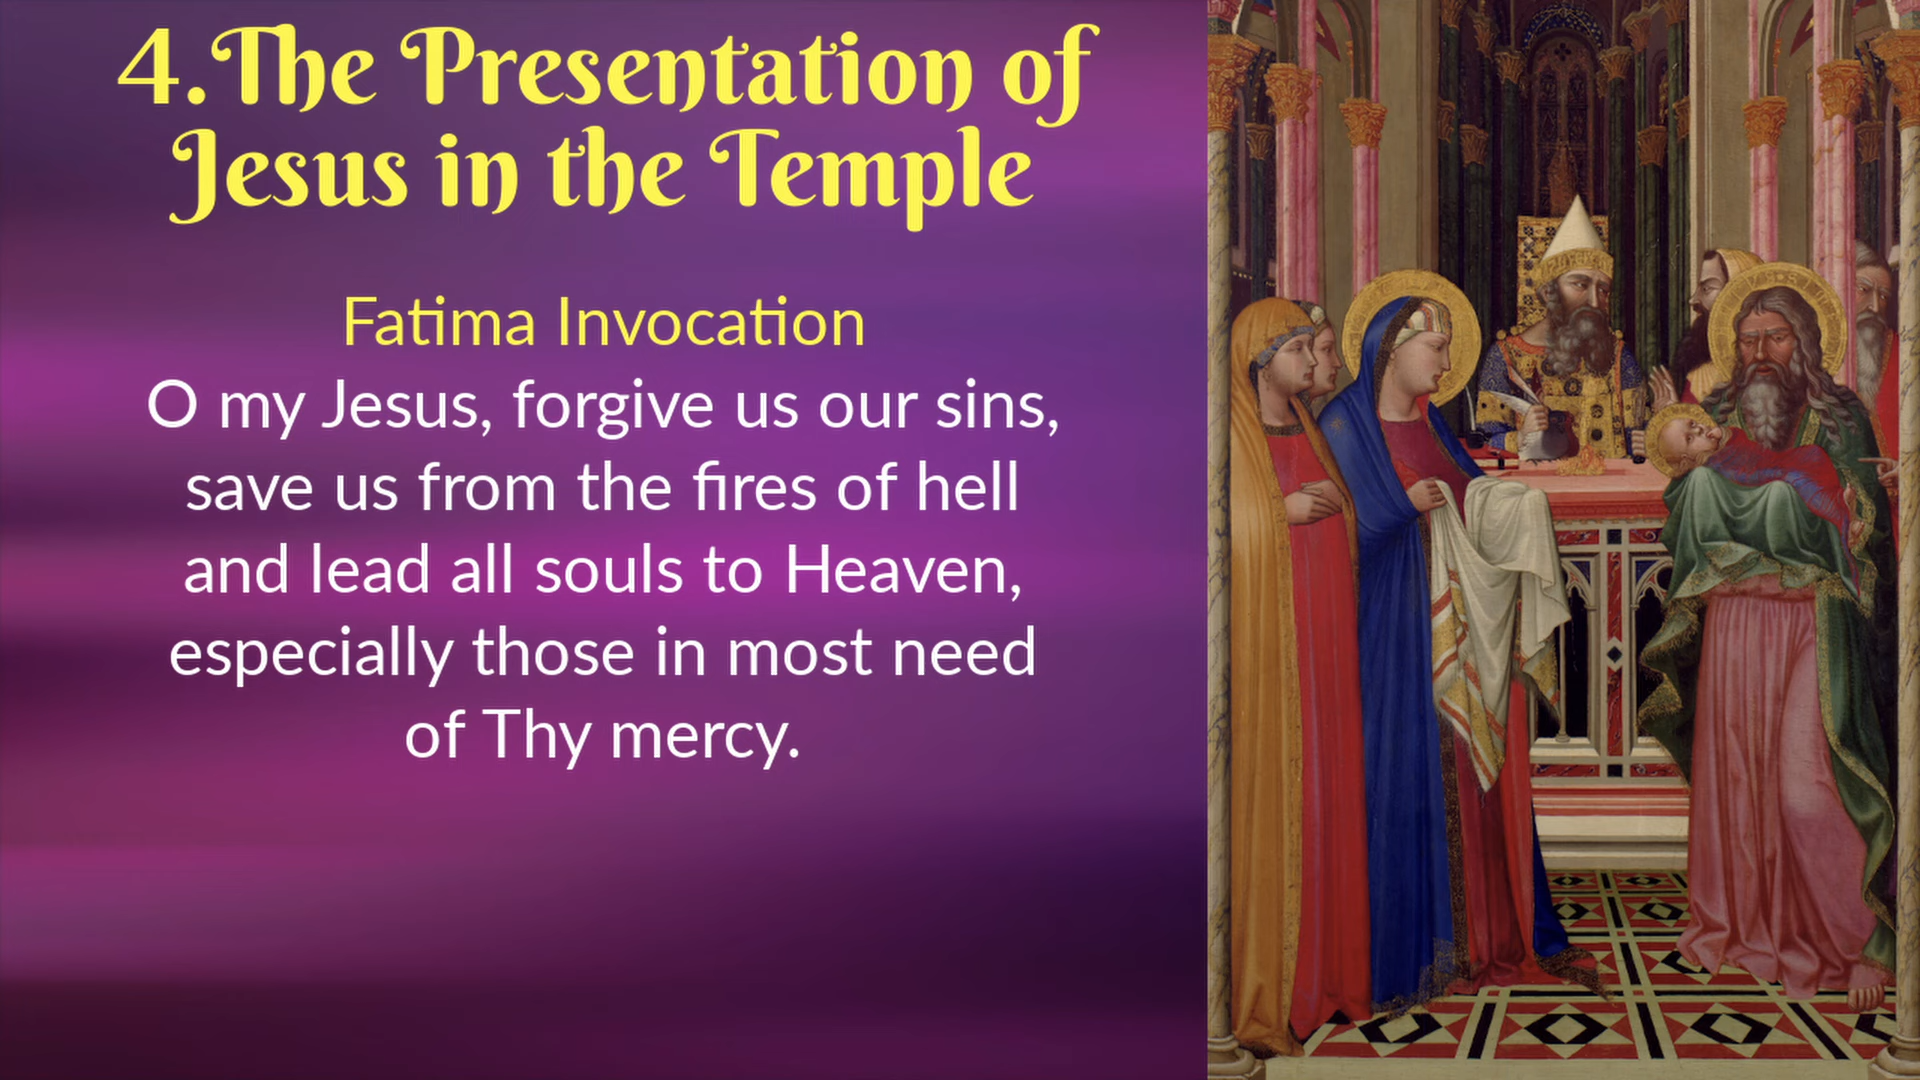 4.The Presentation of
Jesus in the Temple
Fatima Invocation
O my Jesus, forgive us our sins,
save us from the fires of hell
and lead all souls to Heaven,
especially those in most need
of Thy mercy.